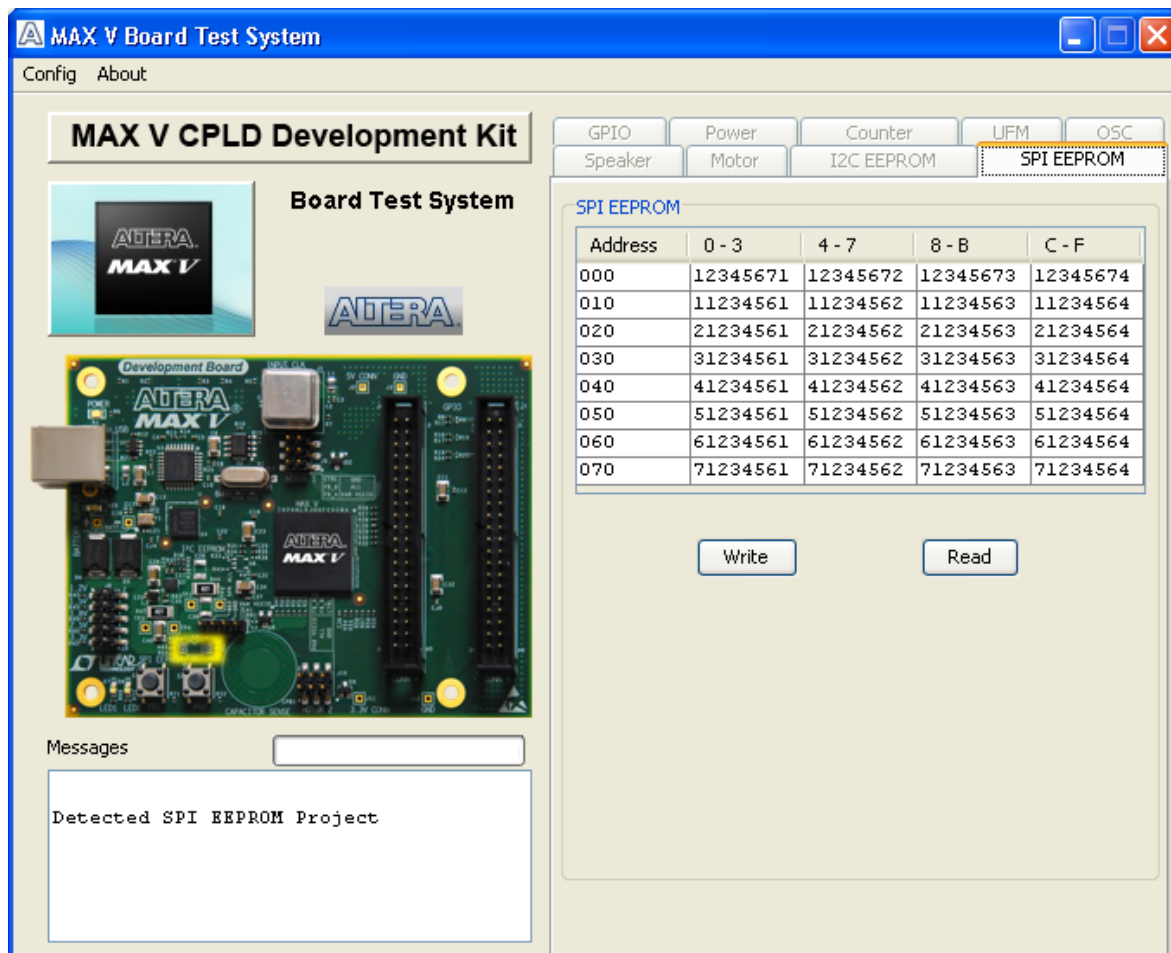 MAX V Board Test System
Config About
MAX V CPLD Development Kit
Board Test System
ALTERA
MAX V
ALTERA
Development Board
ALTERA
MAX V
ALTERA
MAX V
CAPACITOR SENSE
Messages
Detected SPI EEPROM Project
GPIO Power Counter UFM OSC
Speaker Motor I2C EEPROM SPI EEPROM
SPI EEPROM
Address 0 - 3 4 - 7 8 - B C - F
000 12345671 12345672 12345673 12345674
010 11234561 11234562 11234563 11234564
020 21234561 21234562 21234563 21234564
030 31234561 31234562 31234563 31234564
040 41234561 41234562 41234563 41234564
050 51234561 51234562 51234563 51234564
060 61234561 61234562 61234563 61234564
070 71234561 71234562 71234563 71234564
Write Read